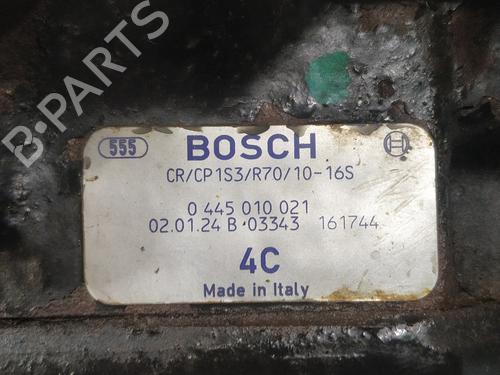 B-PARTS
555 BOSCH
CR/CP1S3/R70/10-16S
0 445 010 021
02.01.24 B 03343 161744
4C
Made in Italy